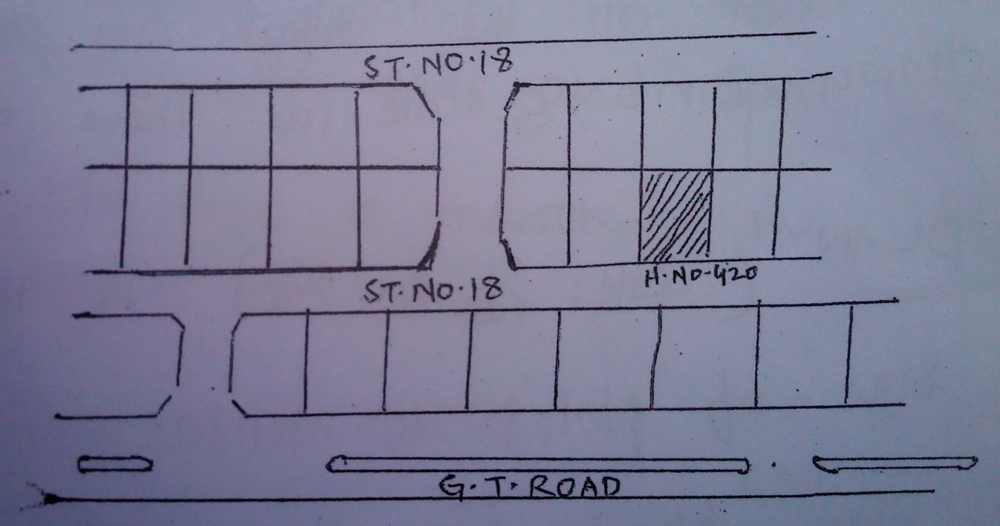 ST. NO. 18
ST. NO. 18
H. NO-420
G. T. ROAD